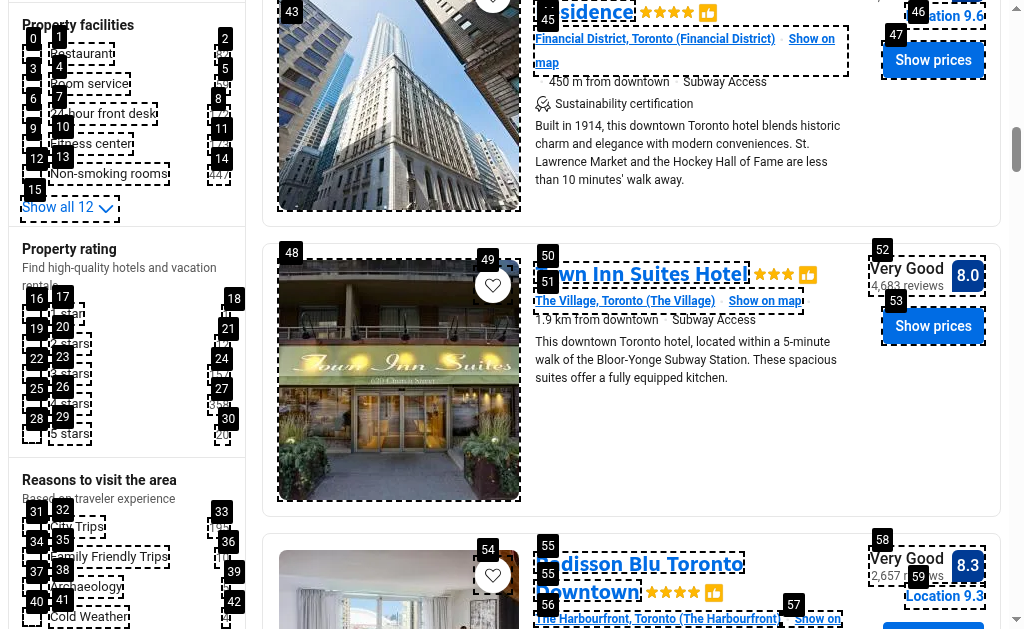 Property facilities
Restaurant
Room service
24-hour front desk
Fitness center
Non-smoking rooms
447
Show all 12
Property rating
Find high-quality hotels and vacation
rentals
1 star
2 stars
3 stars
157
4 stars
358
5 stars
20
Reasons to visit the area
Based on traveler experience
City Trips
195
Family Friendly Trips
Archaeology
Cold Weather
4
Financial District, Toronto (Financial District) Show on
map
450 m from downtown · Subway Access
Sustainability certification
Built in 1914, this downtown Toronto hotel blends historic
charm and elegance with modern conveniences. St.
Lawrence Market and the Hockey Hall of Fame are less
than 10 minutes' walk away.
9.6
Show prices
Town Inn Suites
Town Inn Suites Hotel
The Village, Toronto (The Village) Show on map
1.9 km from downtown · Subway Access
This downtown Toronto hotel, located within a 5-minute
walk of the Bloor-Yonge Subway Station. These spacious
suites offer a fully equipped kitchen.
Very Good
4,683 reviews
8.0
Show prices
Radisson Blu Toronto
Downtown
The Harbourfront, Toronto (The Harbourfront) Show on
Very Good
2,657 reviews
8.3
Location 9.3
0
1
2
3
4
5
6
7
8
9
10
11
12
13
14
15
16
17
18
19
20
21
22
23
24
25
26
27
28
29
30
31
32
33
34
35
36
37
38
39
40
41
42
43
45
46
47
48
49
50
51
52
53
54
55
55
56
57
58
59